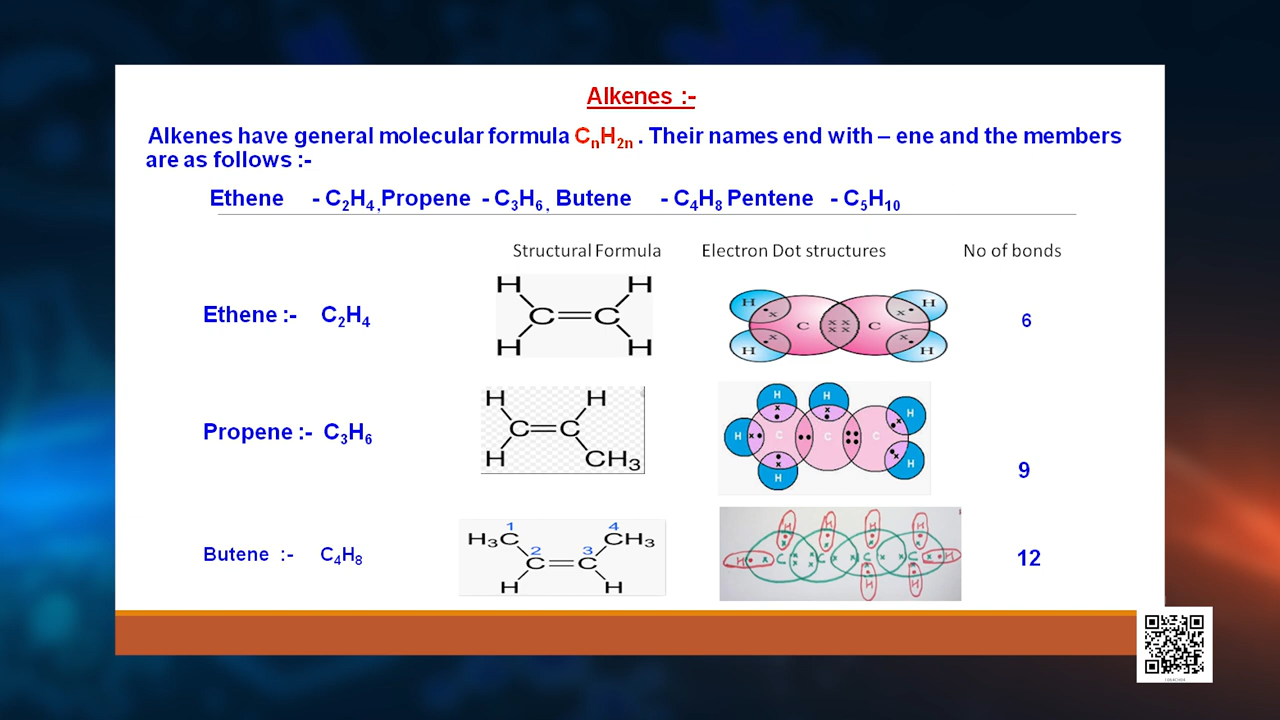 Alkenes :-
Alkenes have general molecular formula CnH2n . Their names end with – ene and the members
are as follows :-
Ethene - C2H4 ,Propene - C3H6 , Butene - C4H8 Pentene - C5H10
Structural Formula Electron Dot structures No of bonds
Ethene :- C2H4
H H
C C
H H
H x x H
C xx xx C
H x x H
6
Propene :- C3H6
H H
C C
H CH3
H H H
x x
H x C C C x
x x
H H
9
Butene :- C4H8
1 4
H3C CH3
2 3
C C
H H
H H H H
x x x x
H x C x x x x C x x C x x C x H
H H
12